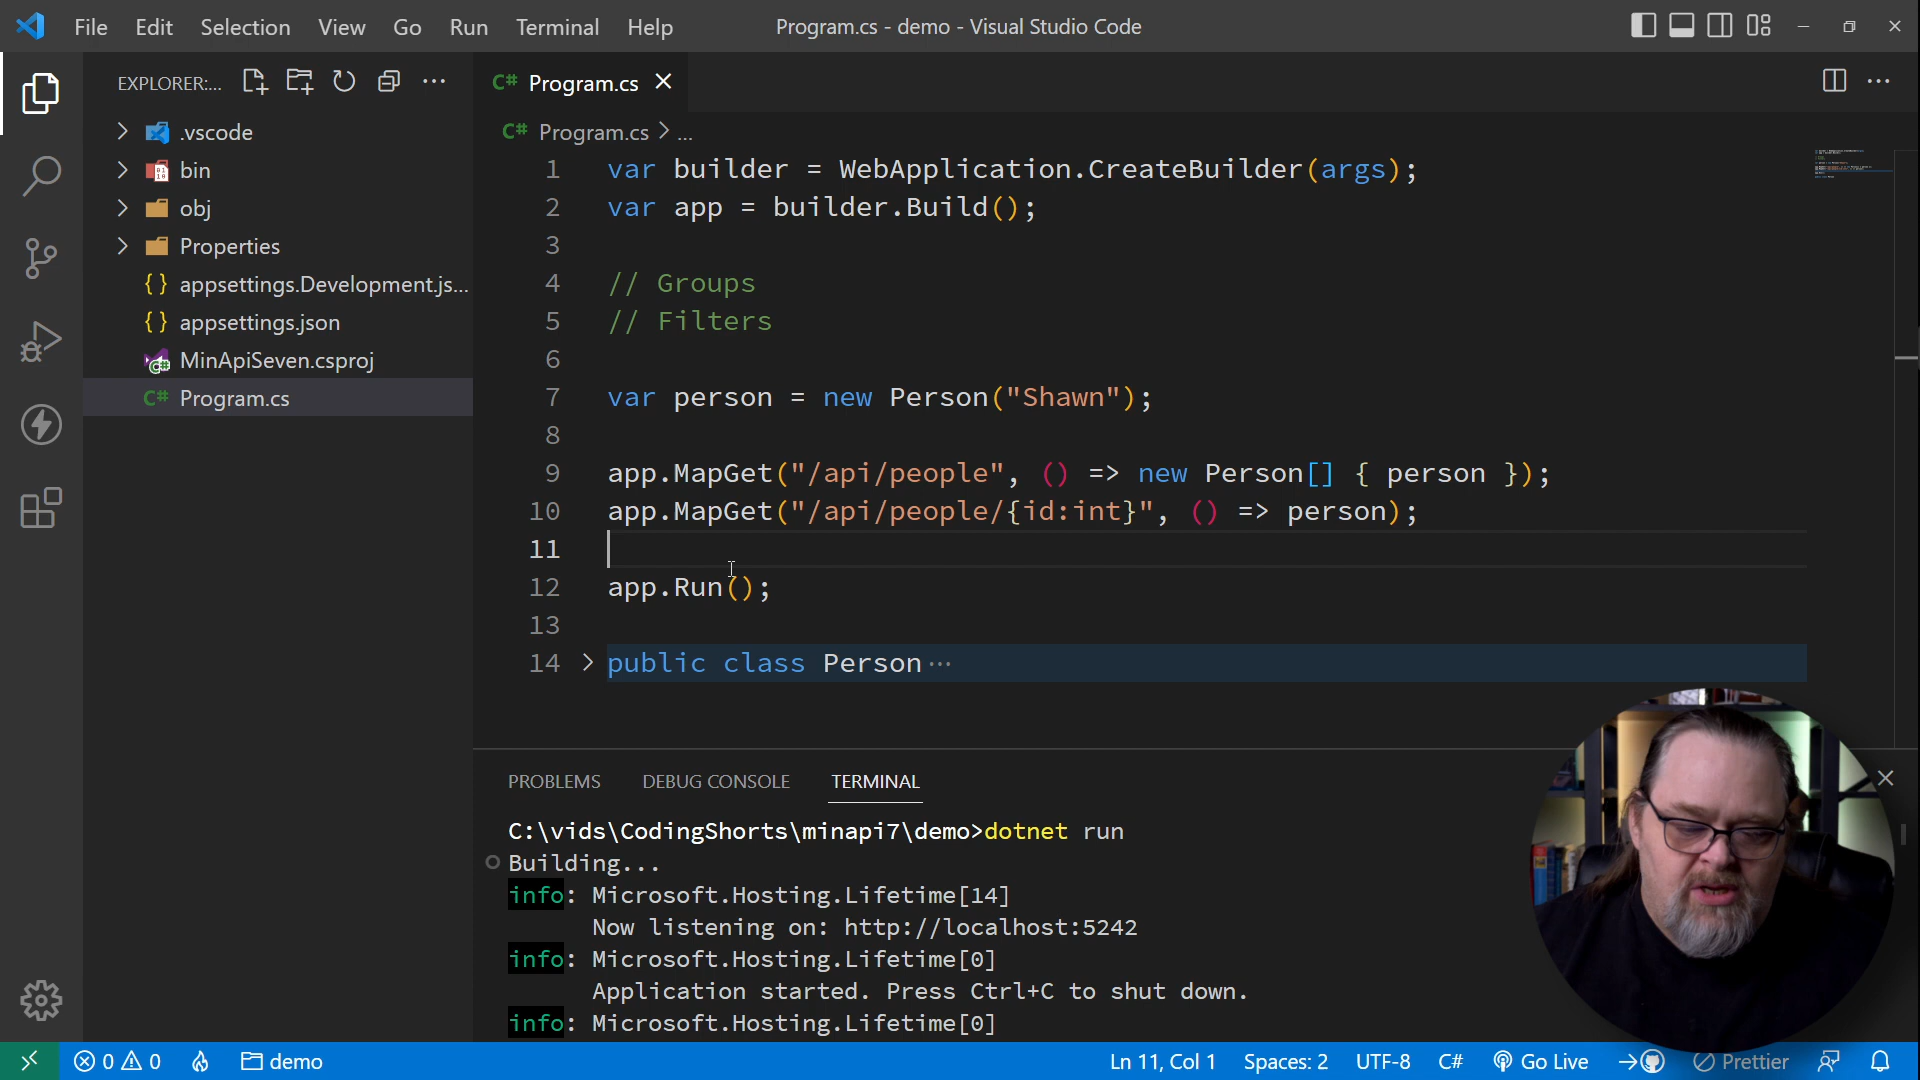 File Edit Selection View Go Run Terminal Help Program.cs - demo - Visual Studio Code
EXPLORER:...
.vscode
bin
obj
Properties
appsettings.Development.js...
appsettings.json
MinApiSeven.csproj
Program.cs
C# Program.cs
C# Program.cs > ...
1 var builder = WebApplication.CreateBuilder(args);
2 var app = builder.Build();
3
4 // Groups
5 // Filters
6
7 var person = new Person("Shawn");
8
9 app.MapGet("/api/people", () => new Person[] { person });
10 app.MapGet("/api/people/{id:int}", () => person);
11
12 app.Run();
13
14 > public class Person ...
PROBLEMS DEBUG CONSOLE TERMINAL
C:\vids\CodingShorts\minapi7\demo>dotnet run
Building...
info: Microsoft.Hosting.Lifetime[14]
Now listening on: http://localhost:5242
info: Microsoft.Hosting.Lifetime[0]
Application started. Press Ctrl+C to shut down.
info: Microsoft.Hosting.Lifetime[0]
0 0 demo Ln 11, Col 1 Spaces: 2 UTF-8 C# Go Live Prettier